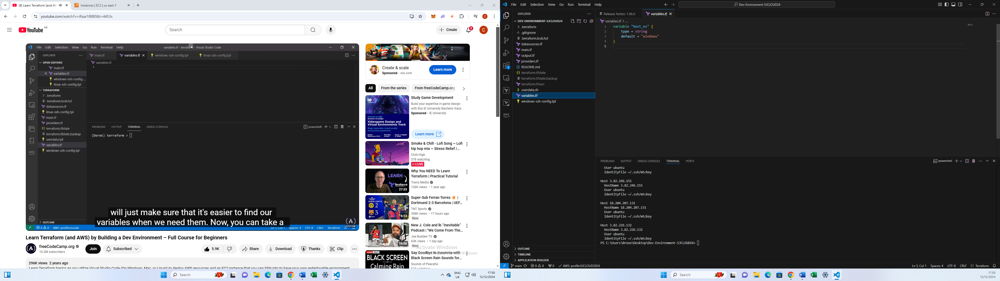 (8) Learn Terraform (and AW
Instances | EC2 | us-east-1
youtube.com/watch?v=iRaai1IBlB0&t=4453s
YouTube GB
Search
Create
8
C
File Edit Selection View Go Run Terminal Help
variables.tf - terraform - Visual Studio Code
EXPLORER
main.tf
variables.tf
windows-ssh-config.tpl
linux-ssh-config.tpl
OPEN EDITORS
main.tf
variables.tf
windows-ssh-config....
linux-ssh-config.tpl
TERRAFORM
.terraform
.terraform.lock.hcl
datasources.tf
linux-ssh-config.tpl
main.tf
providers.tf
terraform.tfstate
terraform.tfstate.backup
userdata.tpl
variables.tf
windows-ssh-config.tpl
OUTLINE
variables.tf
1
PROBLEMS OUTPUT TERMINAL DEBUG CONSOLE
powershell
(Derek) terraform >
will just make sure that it's easier to find our
variables when we need them. Now, you can take a
SUBSCRIBE
0 0 AWS: profile:vscode
Ln 1, Col 1 Spaces: 4 UTF-8 CRLF Terraform
Learn Terraform (and AWS) by Building a Dev Environment – Full Course for Beginners
freeCodeCamp.org
10.2M subscribers
Join
Subscribed
5.9K
Share
Download
Thanks
Clip
296K views 2 years ago
Learn Terraform basics as you utilize Visual Studio Code (On Windows, Mac, or Linux!) to deploy AWS resources and an EC2 instance that you can SSH into to have your own redeployable environment
Create & scale
Sponsored · wix.com
Learn more
All
From the series
From freeCodeCamp.org
Study Game Development
Build your expertise in game design
with this IE University Bachelor track.
Sponsored · IE University
Learn more
ie
Bachelor in Design:
Videogame Design and
Virtual Environments Track
Smoke & Chill - Lofi Song ~ Lofi
hip hop mix ~ Stress Relief /...
Chilli High
378 watching
LIVE
Why You NEED To Learn
Terraform | Practical Tutorial
Travis Media
136K views · 1 year ago
LEARN
Terraform
27:33
Super-Sub Ferran Torres 🔥 |
Dortmund 2-3 Barcelona | UEF...
TNT Sports
398K views · 17 hours ago
New
HIGHLIGHTS
2
3
6:13
New J. Cole and Ib "Inevitable"
Podcast | "We Come From The...
Joe Budden TV
63K views · 1 day ago
New
16:56
Activate Windows
Say Goodbye to Insomnia with
Black Screen Rain Sounds for...
Sounds of Peaceful
LIVE 24/7
BLACK SCREEN
Calming Rain
Search
ENG
UK
17:50
12/12/2024
File Edit Selection View Go Run Terminal Help
Dev-Environment-SJCLOUD24
EXPLORER
DEV-ENVIRONMENT-SJCLOUD24
.terraform
.gitignore
.terraform.lock.hcl
datasources.tf
main.tf
output.tf
providers.tf
README.md
terraform.tfstate
terraform.tfstate.backup
terraform.tfvars
userdata.sh
variables.tf
windows-ssh-config.tpl
1
aws
OUTLINE
TIMELINE
APPLICATION BUILDER
Release Notes: 1.96.0
variables.tf
variables.tf > ...
1 variable "host_os" {
2 type = string
3 default = "windows"
4 }
5
PROBLEMS OUTPUT DEBUG CONSOLE TERMINAL PORTS
powershell
User ubuntu
IdentityFile ~/.ssh/mtckey
Host 3.82.246.155
HostName 3.82.246.155
User ubuntu
IdentityFile ~/.ssh/mtckey
Host 18.204.207.131
HostName 18.204.207.131
User ubuntu
IdentityFile ~/.ssh/mtckey
Host 3.82.226.132
HostName 3.82.226.132
User ubuntu
IdentityFile ~/.ssh/mtckey
PS C:\Users\Brooo\Desktop\Dev-Environment-SJCLOUD24>
main 0 0 0 AWS: profile:SJCLOUD2024
Ln 5, Col 1 Spaces: 4 UTF-8 CRLF Terraform
Search
17:50
12/12/2024